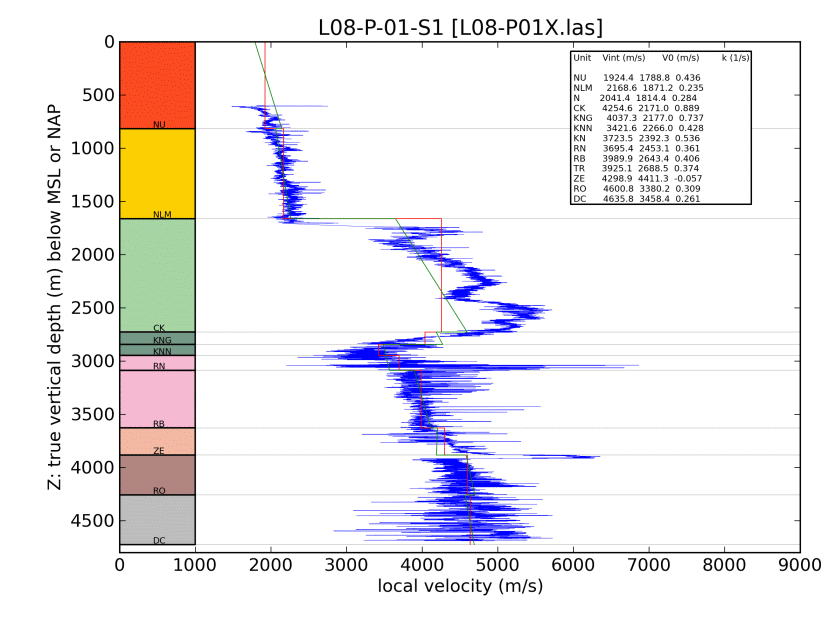 L08-P-01-S1 [L08-P01X.las]
Unit Vint (m/s) V0 (m/s) k (1/s)
NU 1924.4 1788.8 0.436
NLM 2168.6 1871.2 0.235
N 2041.4 1814.4 0.284
CK 4254.6 2171.0 0.889
KNG 4037.3 2177.0 0.737
KNN 3421.6 2266.0 0.428
KN 3723.5 2392.3 0.536
RN 3695.4 2453.1 0.361
RB 3989.9 2643.4 0.406
TR 3925.1 2688.5 0.374
ZE 4298.9 4411.3 -0.057
RO 4600.8 3380.2 0.309
DC 4635.8 3458.4 0.261
Z: true vertical depth (m) below MSL or NAP
0
500
1000
1500
2000
2500
3000
3500
4000
4500
NU
NLM
CK
KNG
KNN
RN
RB
ZE
RO
DC
0 1000 2000 3000 4000 5000 6000 7000 8000 9000
local velocity (m/s)